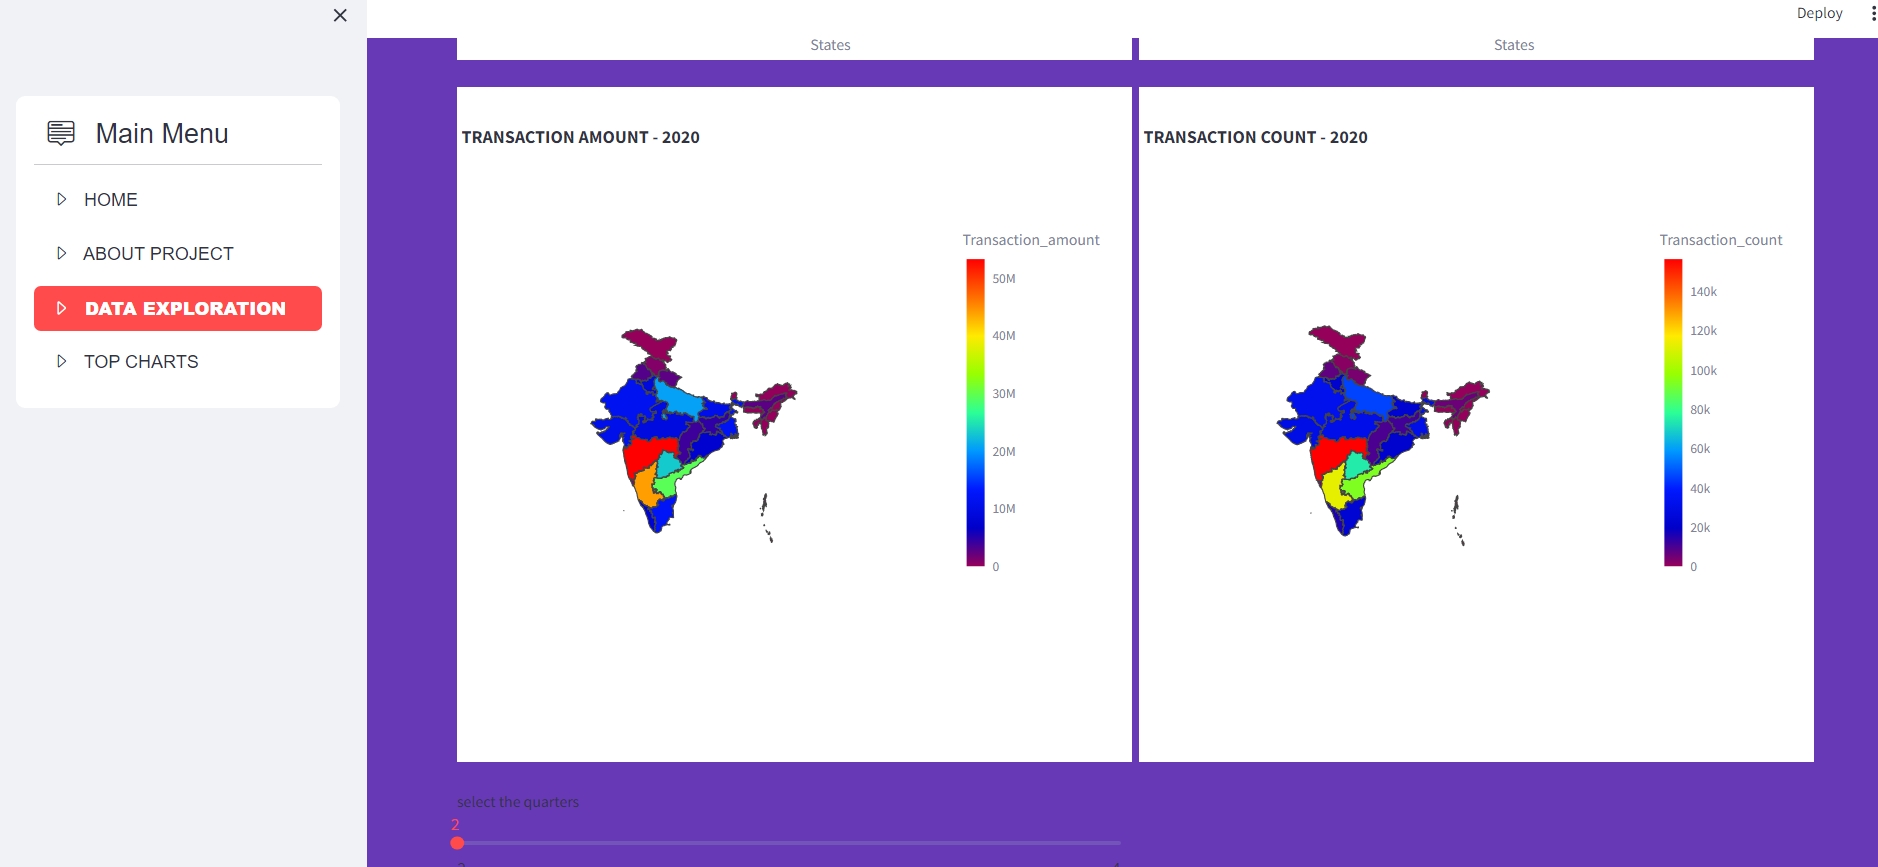 Deploy
Main Menu
HOME
ABOUT PROJECT
DATA EXPLORATION
TOP CHARTS
States
States
TRANSACTION AMOUNT - 2020
Transaction_amount
50M
40M
30M
20M
10M
0
TRANSACTION COUNT - 2020
Transaction_count
140k
120k
100k
80k
60k
40k
20k
0
select the quarters
2